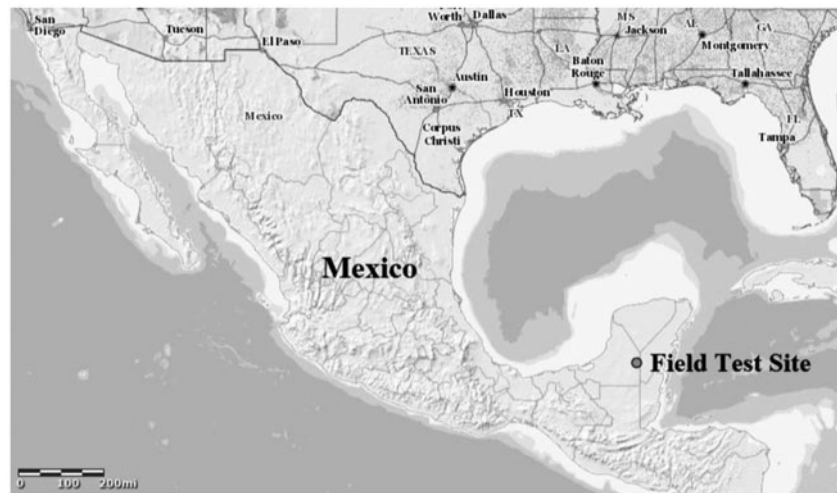 San
Diego
Tucson
El Paso
Worth
Dallas
TEXAS
MS
Jackson
AL
GA
Montgomery
LA
Baton
Rouge
Tallahassee
Austin
San
Antonio
Houston
TX
Mexico
Corpus
Christi
FL
Tampa
Mexico
Field Test Site
0 100 200mi